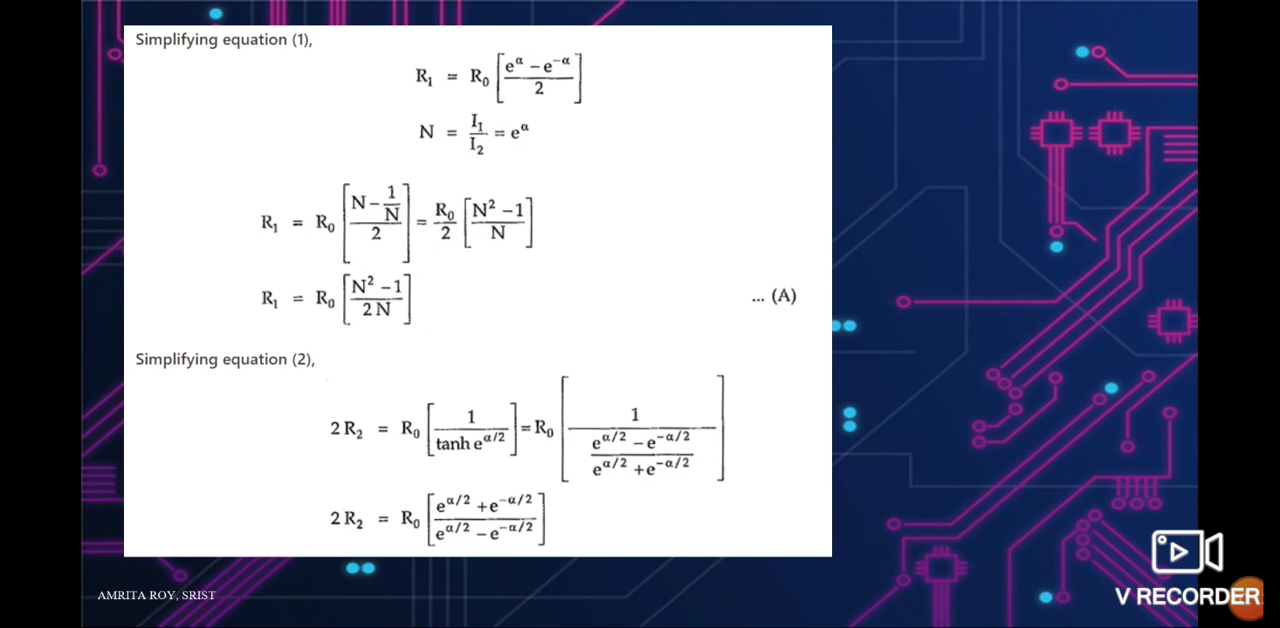 Simplifying equation (1),
R₁ = R₀ [(e^α − e^−α) / 2]
N = I₁ / I₂ = e^α
R₁ = R₀ [(N − 1/N) / 2] = R₀/2 [(N² − 1) / N]
R₁ = R₀ [(N² − 1) / 2N] ... (A)
Simplifying equation (2),
2R₂ = R₀ [1 / tanh e^α/2] = R₀ [1 / ((e^α/2 − e^−α/2) / (e^α/2 + e^−α/2))]
2R₂ = R₀ [(e^α/2 + e^−α/2) / (e^α/2 − e^−α/2)]
AMRITA ROY, SRIST
V RECORDER